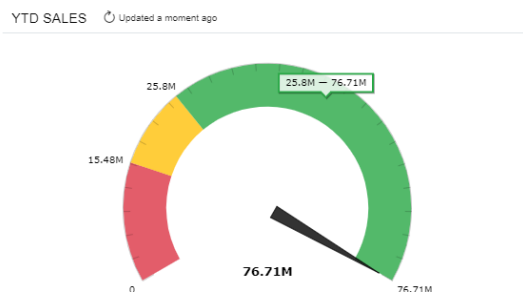 YTD SALES Updated a moment ago
25.8M
25.8M — 76.71M
15.48M
76.71M
0
76.71M